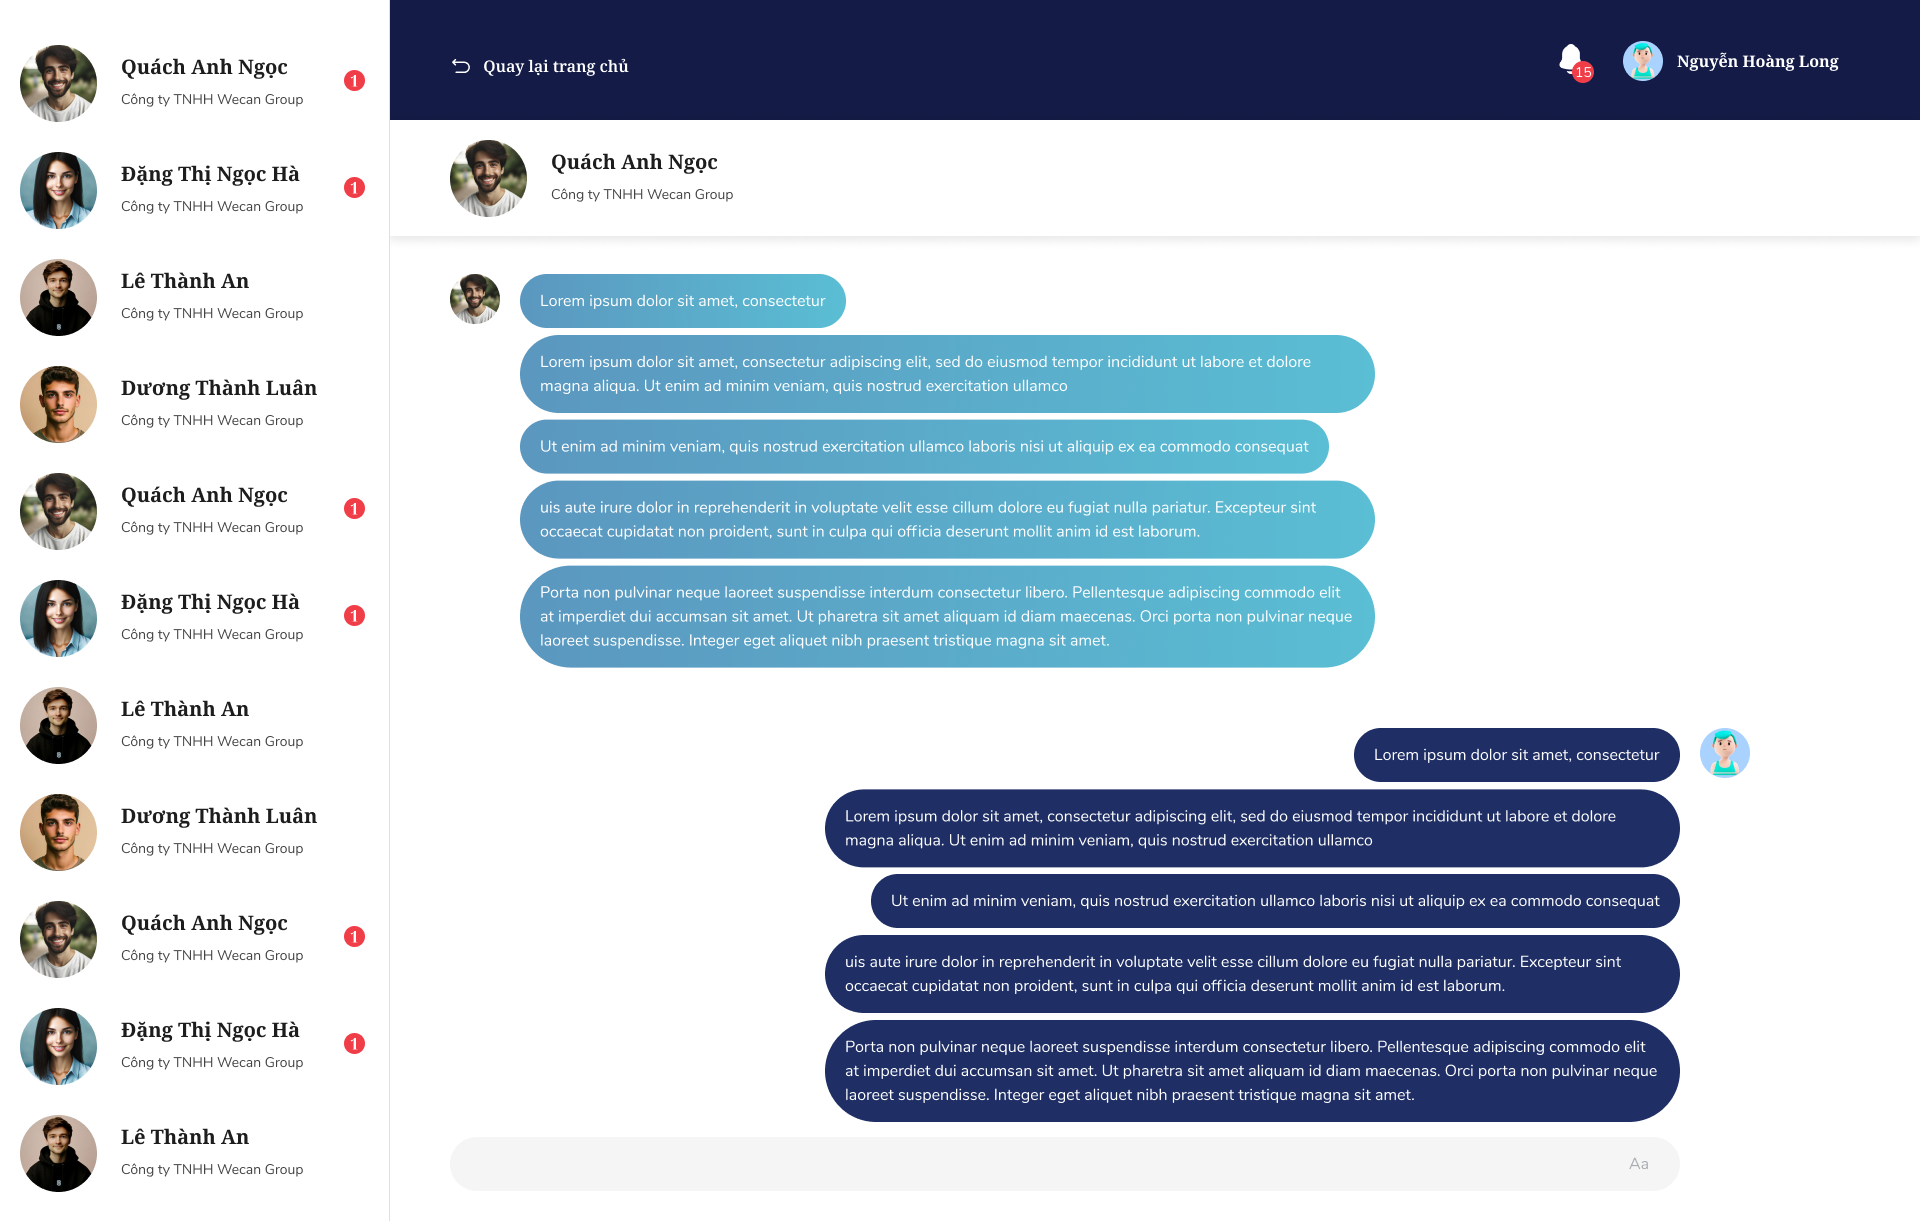 Quách Anh Ngọc
Công ty TNHH Wecan Group
1
Đặng Thị Ngọc Hà
Công ty TNHH Wecan Group
1
Lê Thành An
Công ty TNHH Wecan Group
Dương Thành Luân
Công ty TNHH Wecan Group
Quách Anh Ngọc
Công ty TNHH Wecan Group
1
Đặng Thị Ngọc Hà
Công ty TNHH Wecan Group
1
Lê Thành An
Công ty TNHH Wecan Group
Dương Thành Luân
Công ty TNHH Wecan Group
Quách Anh Ngọc
Công ty TNHH Wecan Group
1
Đặng Thị Ngọc Hà
Công ty TNHH Wecan Group
1
Lê Thành An
Công ty TNHH Wecan Group
Quay lại trang chủ
15
Nguyễn Hoàng Long
Quách Anh Ngọc
Công ty TNHH Wecan Group
Lorem ipsum dolor sit amet, consectetur
Lorem ipsum dolor sit amet, consectetur adipiscing elit, sed do eiusmod tempor incididunt ut labore et dolore
magna aliqua. Ut enim ad minim veniam, quis nostrud exercitation ullamco
Ut enim ad minim veniam, quis nostrud exercitation ullamco laboris nisi ut aliquip ex ea commodo consequat
uis aute irure dolor in reprehenderit in voluptate velit esse cillum dolore eu fugiat nulla pariatur. Excepteur sint
occaecat cupidatat non proident, sunt in culpa qui officia deserunt mollit anim id est laborum.
Porta non pulvinar neque laoreet suspendisse interdum consectetur libero. Pellentesque adipiscing commodo elit
at imperdiet dui accumsan sit amet. Ut pharetra sit amet aliquam id diam maecenas. Orci porta non pulvinar neque
laoreet suspendisse. Integer eget aliquet nibh praesent tristique magna sit amet.
Lorem ipsum dolor sit amet, consectetur
Lorem ipsum dolor sit amet, consectetur adipiscing elit, sed do eiusmod tempor incididunt ut labore et dolore
magna aliqua. Ut enim ad minim veniam, quis nostrud exercitation ullamco
Ut enim ad minim veniam, quis nostrud exercitation ullamco laboris nisi ut aliquip ex ea commodo consequat
uis aute irure dolor in reprehenderit in voluptate velit esse cillum dolore eu fugiat nulla pariatur. Excepteur sint
occaecat cupidatat non proident, sunt in culpa qui officia deserunt mollit anim id est laborum.
Porta non pulvinar neque laoreet suspendisse interdum consectetur libero. Pellentesque adipiscing commodo elit
at imperdiet dui accumsan sit amet. Ut pharetra sit amet aliquam id diam maecenas. Orci porta non pulvinar neque
laoreet suspendisse. Integer eget aliquet nibh praesent tristique magna sit amet.
Aa